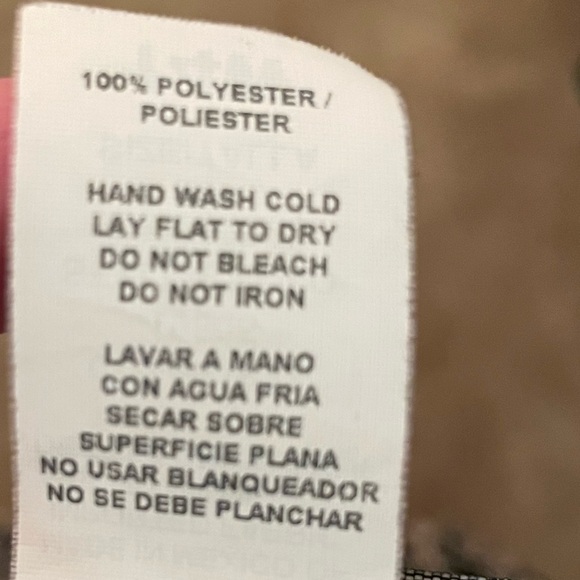 100% POLYESTER /
POLIESTER
HAND WASH COLD
LAY FLAT TO DRY
DO NOT BLEACH
DO NOT IRON
LAVAR A MANO
CON AGUA FRIA
SECAR SOBRE
SUPERFICIE PLANA
NO USAR BLANQUEADOR
NO SE DEBE PLANCHAR